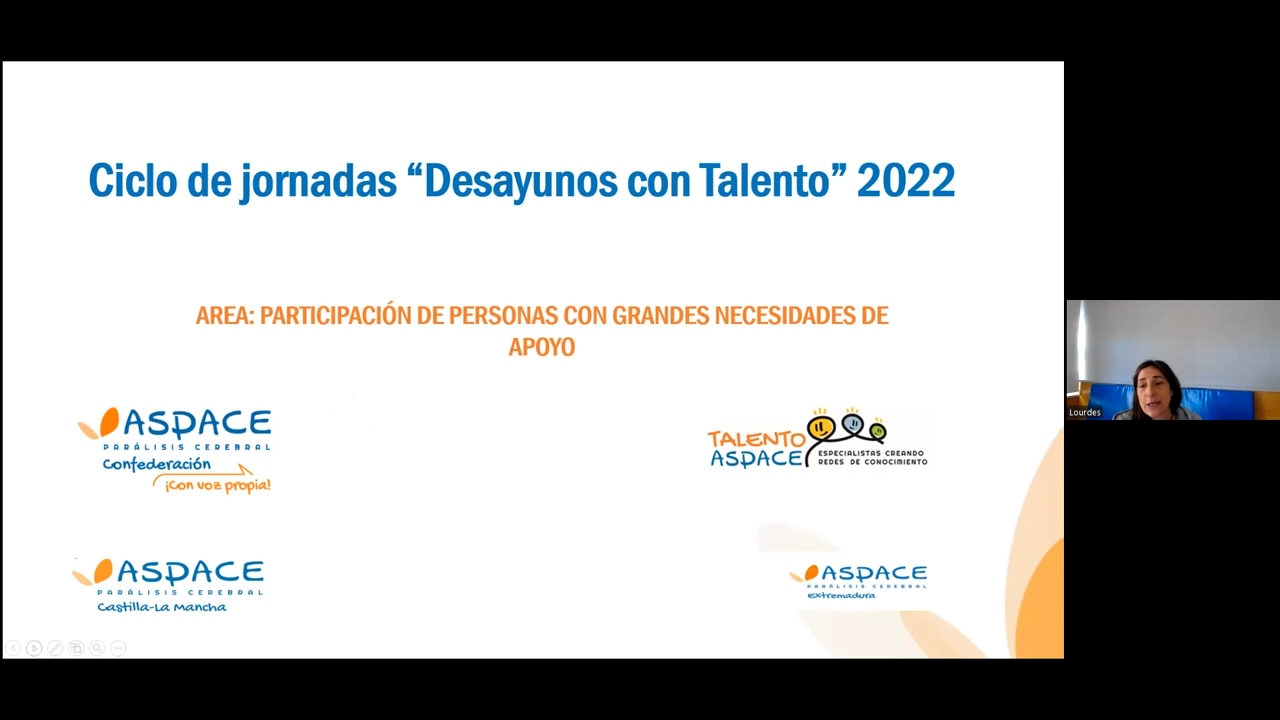 Ciclo de jornadas “Desayunos con Talento” 2022
AREA: PARTICIPACIÓN DE PERSONAS CON GRANDES NECESIDADES DE
APOYO
ASPACE
PARÁLISIS CEREBRAL
Confederación
¡Con voz propia!
TALENTO
ASPACE
ESPECIALISTAS CREANDO
REDES DE CONOCIMIENTO
Lourdes
ASPACE
PARÁLISIS CEREBRAL
Castilla-La Mancha
ASPACE
PARÁLISIS CEREBRAL
Extremadura